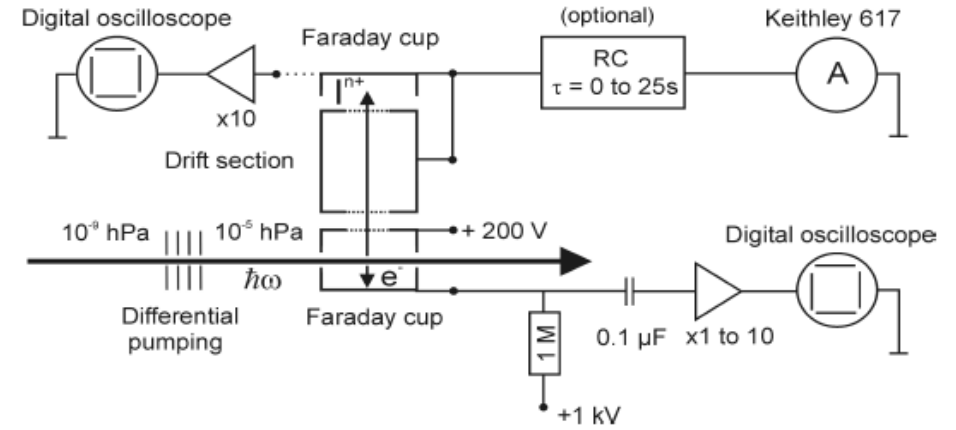 Digital oscilloscope
x10
Faraday cup
I^n+
(optional)
RC
τ = 0 to 25s
Keithley 617
A
Drift section
10⁻⁹ hPa
10⁻⁵ hPa
+ 200 V
ħω
e⁻
Differential
pumping
Faraday cup
1 M
+1 kV
0.1 µF
x1 to 10
Digital oscilloscope